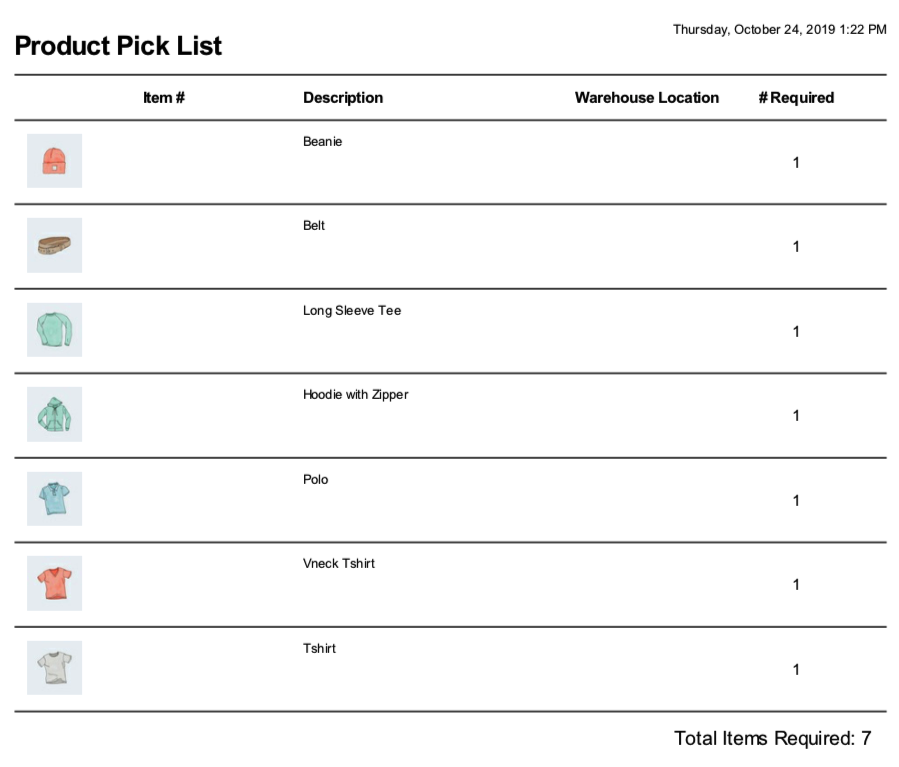 Thursday, October 24, 2019 1:22 PM
Product Pick List
Item # Description Warehouse Location # Required
Beanie
1
Belt
1
Long Sleeve Tee
1
Hoodie with Zipper
1
Polo
1
Vneck Tshirt
1
Tshirt
1
Total Items Required: 7